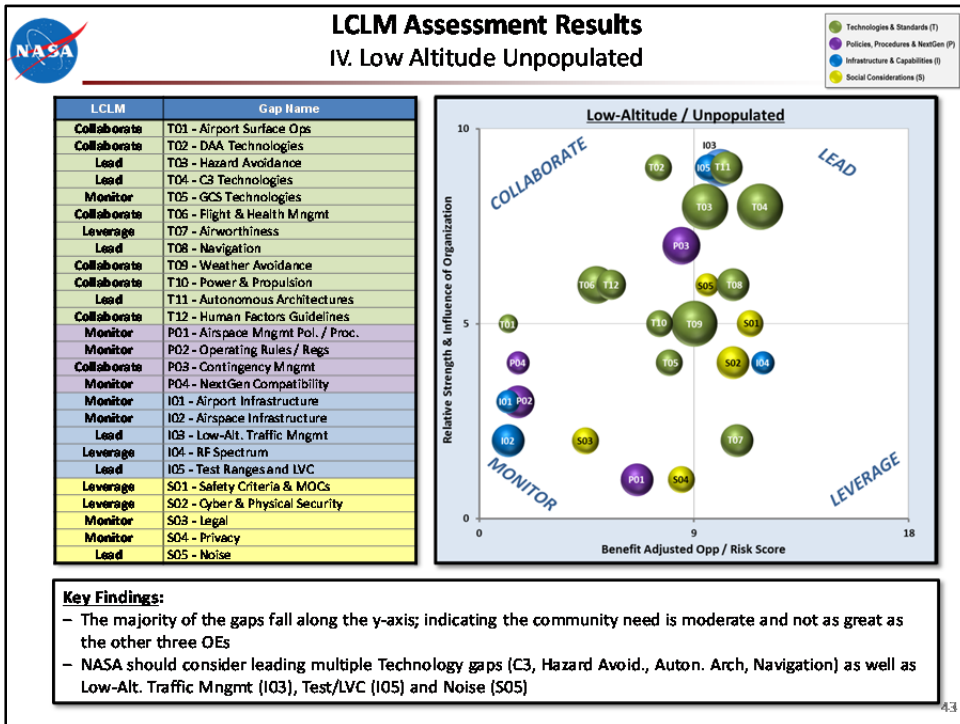 LCLM Assessment Results
IV. Low Altitude Unpopulated
NASA
Technologies & Standards (T)
Policies, Procedures & NextGen (P)
Infrastructure & Capabilities (I)
Social Considerations (S)
LCLM Gap Name
Collaborate T01 - Airport Surface Ops
Collaborate T02 - DAA Technologies
Lead T03 - Hazard Avoidance
Lead T04 - C3 Technologies
Monitor T05 - GCS Technologies
Collaborate T06 - Flight & Health Mngmt
Leverage T07 - Airworthiness
Lead T08 - Navigation
Collaborate T09 - Weather Avoidance
Collaborate T10 - Power & Propulsion
Lead T11 - Autonomous Architectures
Collaborate T12 - Human Factors Guidelines
Monitor P01 - Airspace Mngmt Pol. / Proc.
Monitor P02 - Operating Rules / Regs
Collaborate P03 - Contingency Mngmt
Monitor P04 - NextGen Compatibility
Monitor I01 - Airport Infrastructure
Monitor I02 - Airspace Infrastructure
Lead I03 - Low-Alt. Traffic Mngmt
Leverage I04 - RF Spectrum
Lead I05 - Test Ranges and LVC
Leverage S01 - Safety Criteria & MOCs
Leverage S02 - Cyber & Physical Security
Monitor S03 - Legal
Monitor S04 - Privacy
Lead S05 - Noise
Low-Altitude / Unpopulated
10
COLLABORATE
LEAD
I03
T02
I05
T11
T03
T04
P03
T06
T12
S05
T08
Relative Strength & Influence of Organization
5
T01
T10
T09
S01
P04
T05
S02
I04
I01
P02
I02
S03
T07
MONITOR
P01
S04
LEVERAGE
0
0
9
18
Benefit Adjusted Opp / Risk Score
Key Findings:
– The majority of the gaps fall along the y-axis; indicating the community need is moderate and not as great as
the other three OEs
– NASA should consider leading multiple Technology gaps (C3, Hazard Avoid., Auton. Arch, Navigation) as well as
Low-Alt. Traffic Mngmt (I03), Test/LVC (I05) and Noise (S05)